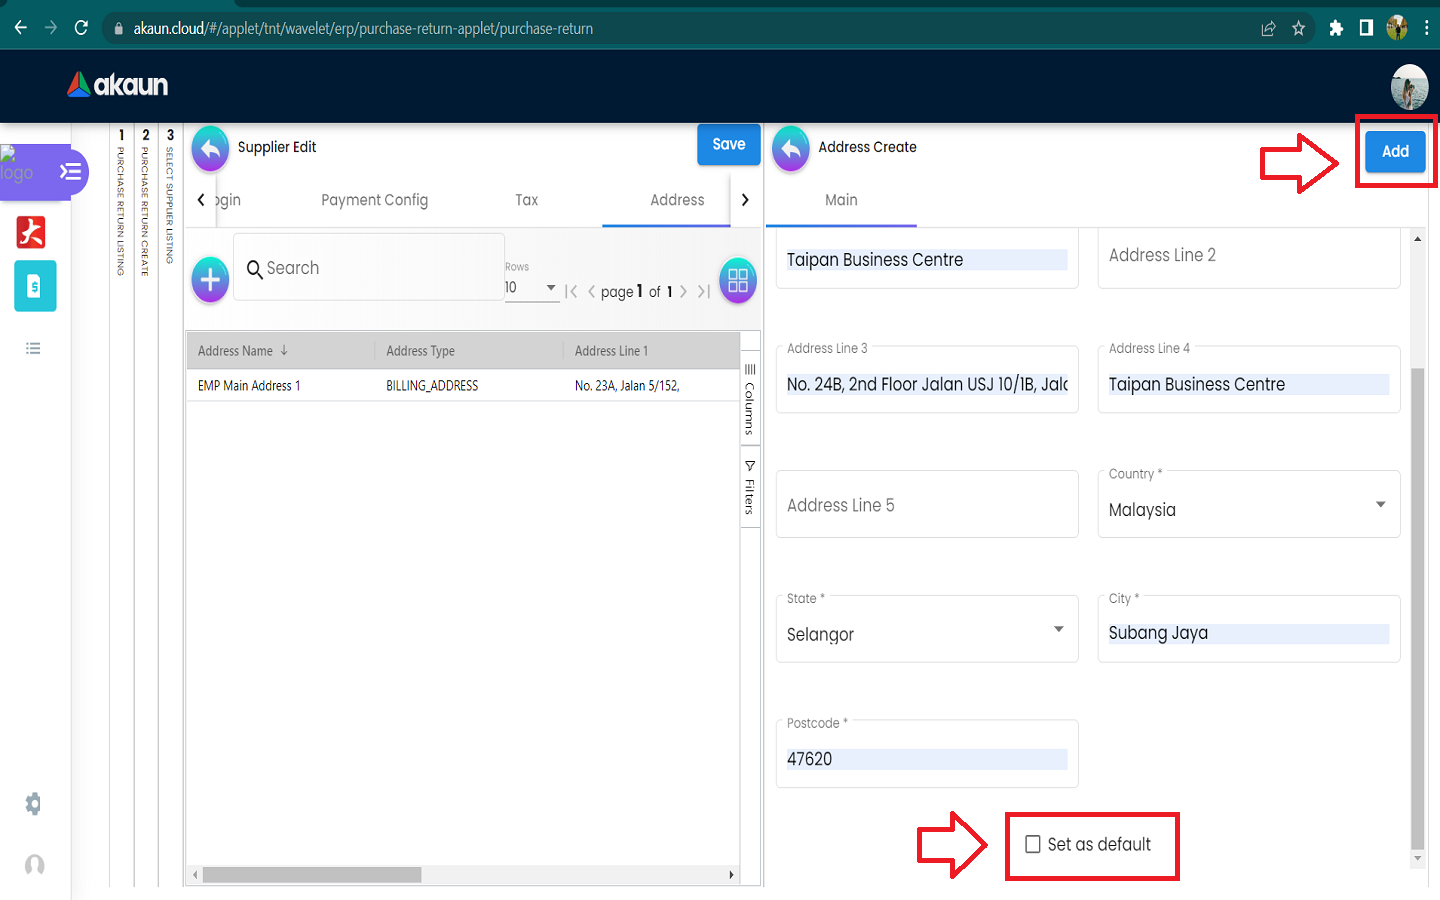 akaun.cloud/#/applet/tnt/wavelet/erp/purchase-return-applet/purchase-return
akaun
logo
1 PURCHASE RETURN LISTING
2 PURCHASE RETURN CREATE
3 SELECT SUPPLIER LISTING
Supplier Edit
Save
ogin
Payment Config
Tax
Address
Search
Rows
10
page 1 of 1
Address Name
Address Type
Address Line 1
EMP Main Address 1
BILLING_ADDRESS
No. 23A, Jalan 5/152,
Columns
Filters
Address Create
Add
Main
Taipan Business Centre
Address Line 2
Address Line 3
No. 24B, 2nd Floor Jalan USJ 10/1B, Jala
Address Line 4
Taipan Business Centre
Address Line 5
Country *
Malaysia
State *
Selangor
City *
Subang Jaya
Postcode *
47620
Set as default